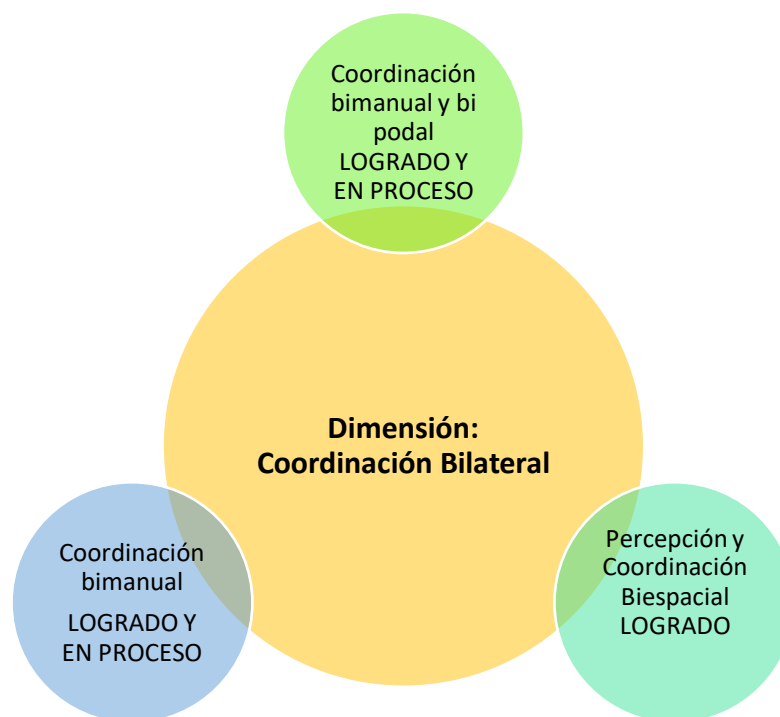 Coordinación
bimanual y bi
podal
LOGRADO Y
EN PROCESO
Dimensión:
Coordinación Bilateral
Coordinación
bimanual
LOGRADO Y
EN PROCESO
Percepción y
Coordinación
Biespacial
LOGRADO